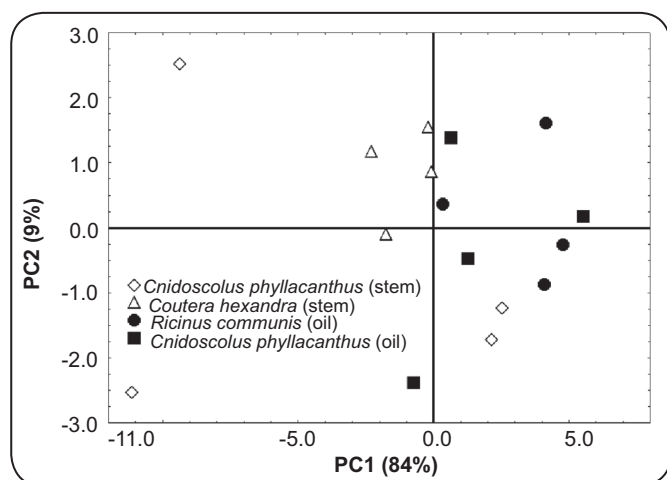 3.0
2.0
1.0
0.0
-1.0
-2.0
-3.0
PC2 (9%)
Cnidoscolus phyllacanthus (stem)
Coutera hexandra (stem)
Ricinus communis (oil)
Cnidoscolus phyllacanthus (oil)
-11.0 -5.0 0.0 5.0
PC1 (84%)